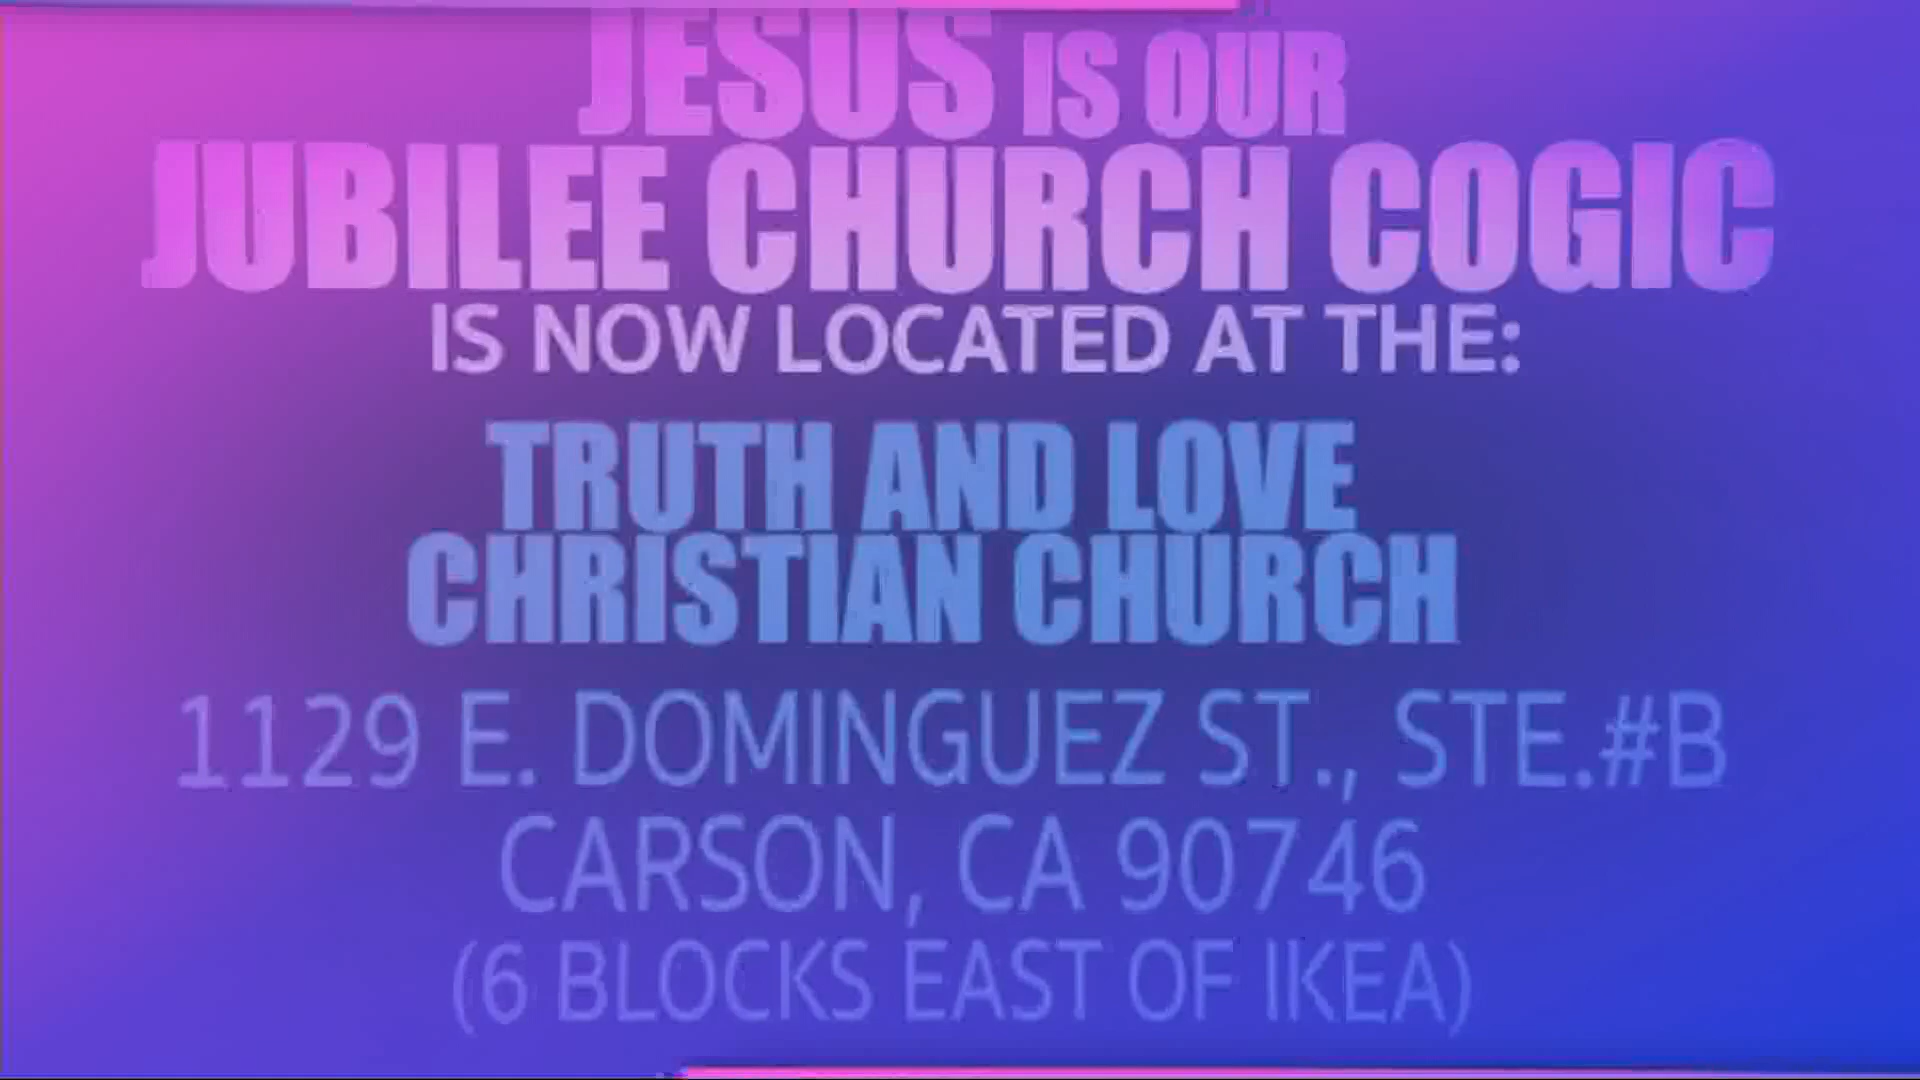 JESUS IS OUR
JUBILEE CHURCH COGIC
IS NOW LOCATED AT THE:
TRUTH AND LOVE
CHRISTIAN CHURCH
1129 E. DOMINGUEZ ST., STE.#B
CARSON, CA 90746
(6 BLOCKS EAST OF IKEA)